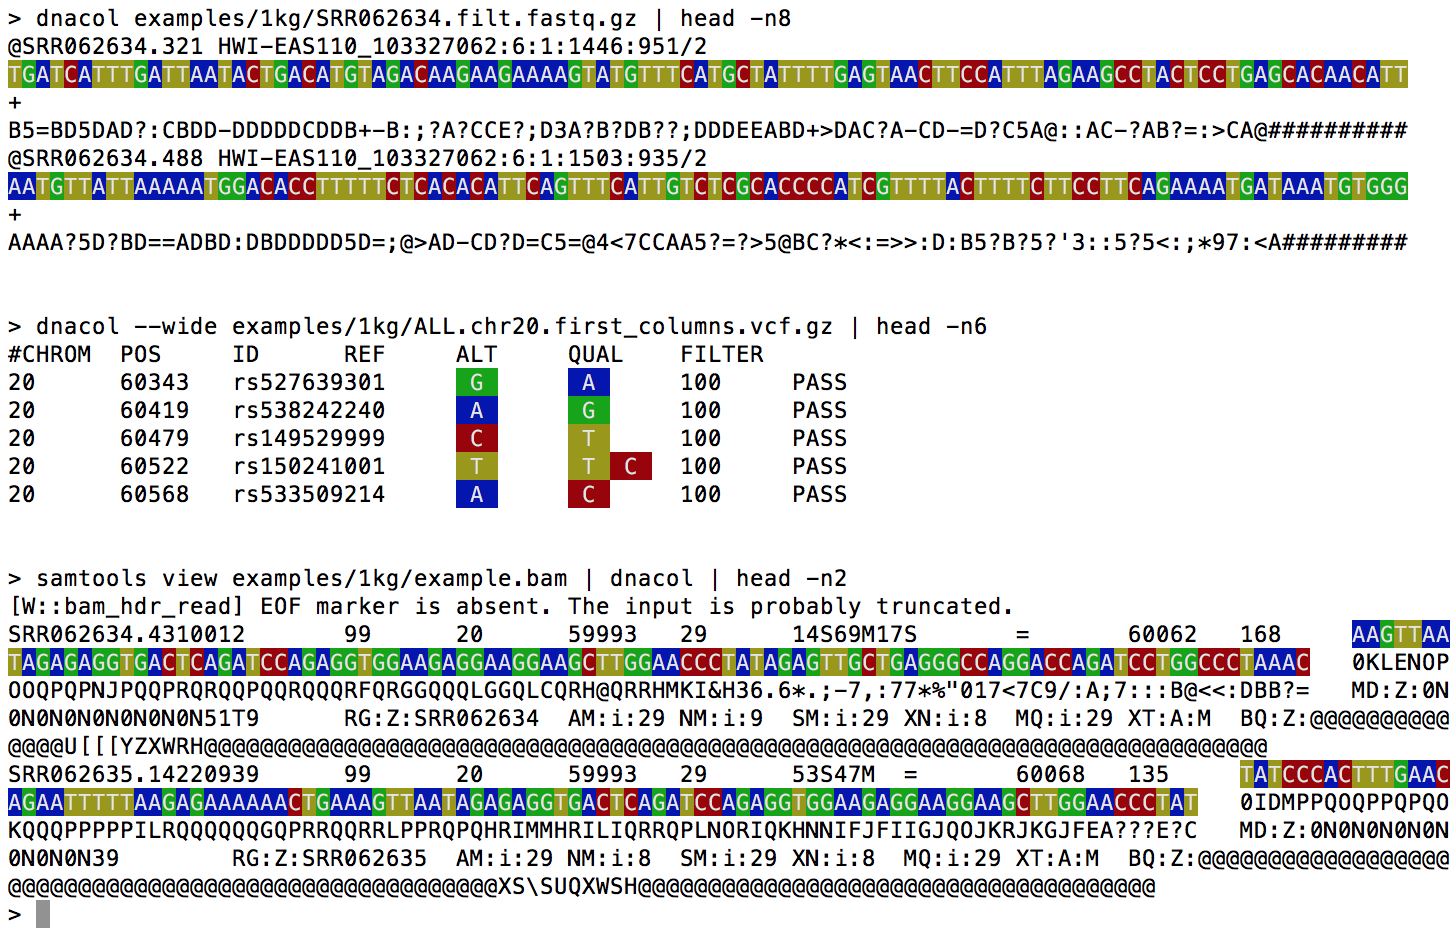 > dnacol examples/1kg/SRR062634.filt.fastq.gz | head -n8
@SRR062634.321 HWI-EAS110_103327062:6:1:1446:951/2
TGATCATTTGATTAATACTGACATGTAGACAAGAAGAAAAGTATGTTTCATGCTATTTTGAGTAACTTCCATTTAGAAGCCTACTCCTGAGCACAACATT
+
B5=BD5DAD?:CBDD-DDDDDCDDB+-B:;?A?CCE?;D3A?B?DB??;DDDEEABD+>DAC?A-CD-=D?C5A@::AC-?AB?=:>CA@##########
@SRR062634.488 HWI-EAS110_103327062:6:1:1503:935/2
AATGTTATTAAAAATGGACACCTTTTTCTCACACATTCAGTTTCATTGTCTCGCACCCCATCGTTTTACTTTTCTTCCTTCAGAAAATGATAAATGTGGG
+
AAAA?5D?BD==ADBD:DBDDDDD5D=;@>AD-CD?D=C5=@4<7CCAA5?=?>5@BC?*<:=>>:D:B5?B?5?'3::5?5<:;*97:<A#########
> dnacol --wide examples/1kg/ALL.chr20.first_columns.vcf.gz | head -n6
#CHROM POS ID REF ALT QUAL FILTER
20 60343 rs527639301 G A 100 PASS
20 60419 rs538242240 A G 100 PASS
20 60479 rs149529999 C T 100 PASS
20 60522 rs150241001 T T C 100 PASS
20 60568 rs533509214 A C 100 PASS
> samtools view examples/1kg/example.bam | dnacol | head -n2
[W::bam_hdr_read] EOF marker is absent. The input is probably truncated.
SRR062634.4310012 99 20 59993 29 14S69M17S = 60062 168 AAGTTAA
TAGAGAGGTGACTCAGATCCAGAGGTGGAAGAGGAAGGAAGCTTGGAACCCTATAGAGTTGCTGAGGGCCAGGACCAGATCCTGGCCCTAAAC 0KLENOP
OOQPQPNJPQQPRQRQQPQQRQQQRFQRGGQQQLGGQLCQRH@QRRHMKI&H36.6*.;-7,:77*%"017<7C9/:A;7:::B@<<:DBB?= MD:Z:0N
0N0N0N0N0N0N0N51T9 RG:Z:SRR062634 AM:i:29 NM:i:9 SM:i:29 XN:i:8 MQ:i:29 XT:A:M BQ:Z:@@@@@@@@@@
@@@@U[[[YZXWRH@@@@@@@@@@@@@@@@@@@@@@@@@@@@@@@@@@@@@@@@@@@@@@@@@@@@@@@@@@@@@@@@@@@@@@@@@@@@
SRR062635.14220939 99 20 59993 29 53S47M = 60068 135 TATCCCACTTTGAAC
AGAATTTTTAAGAGAAAAAACTGAAAGTTAATAGAGAGGTGACTCAGATCCAGAGGTGGAAGAGGAAGGAAGCTTGGAACCCTAT 0IDMPPQOQPPQPQO
KQQQPPPPPILRQQQQQQGQPRRQQRRLPPRQPQHRIMMHRILIQRRQPLNORIQKHNNIFJFIIGJQOJKRJKGJFEA???E?C MD:Z:0N0N0N0N0N
0N0N0N39 RG:Z:SRR062635 AM:i:29 NM:i:8 SM:i:29 XN:i:8 MQ:i:29 XT:A:M BQ:Z:@@@@@@@@@@@@@@@@@@
@@@@@@@@@@@@@@@@@@@@@@@@@@@@@@@@@@@XS\SUQXWSH@@@@@@@@@@@@@@@@@@@@@@@@@@@@@@@@@@@@@
>